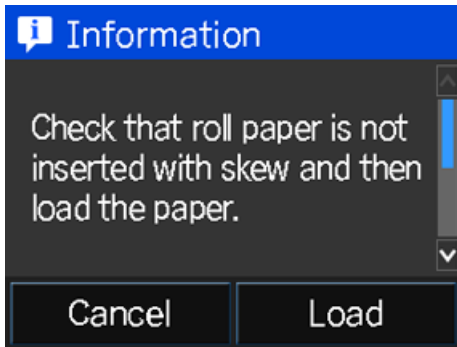 Information
Check that roll paper is not
inserted with skew and then
load the paper.
Cancel
Load